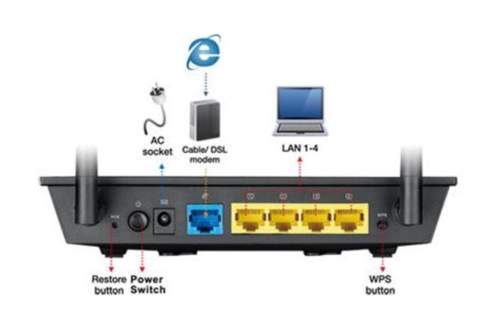 AC
socket
Cable/ DSL
modem
LAN 1-4
Restore
button
Power
Switch
WPS
button